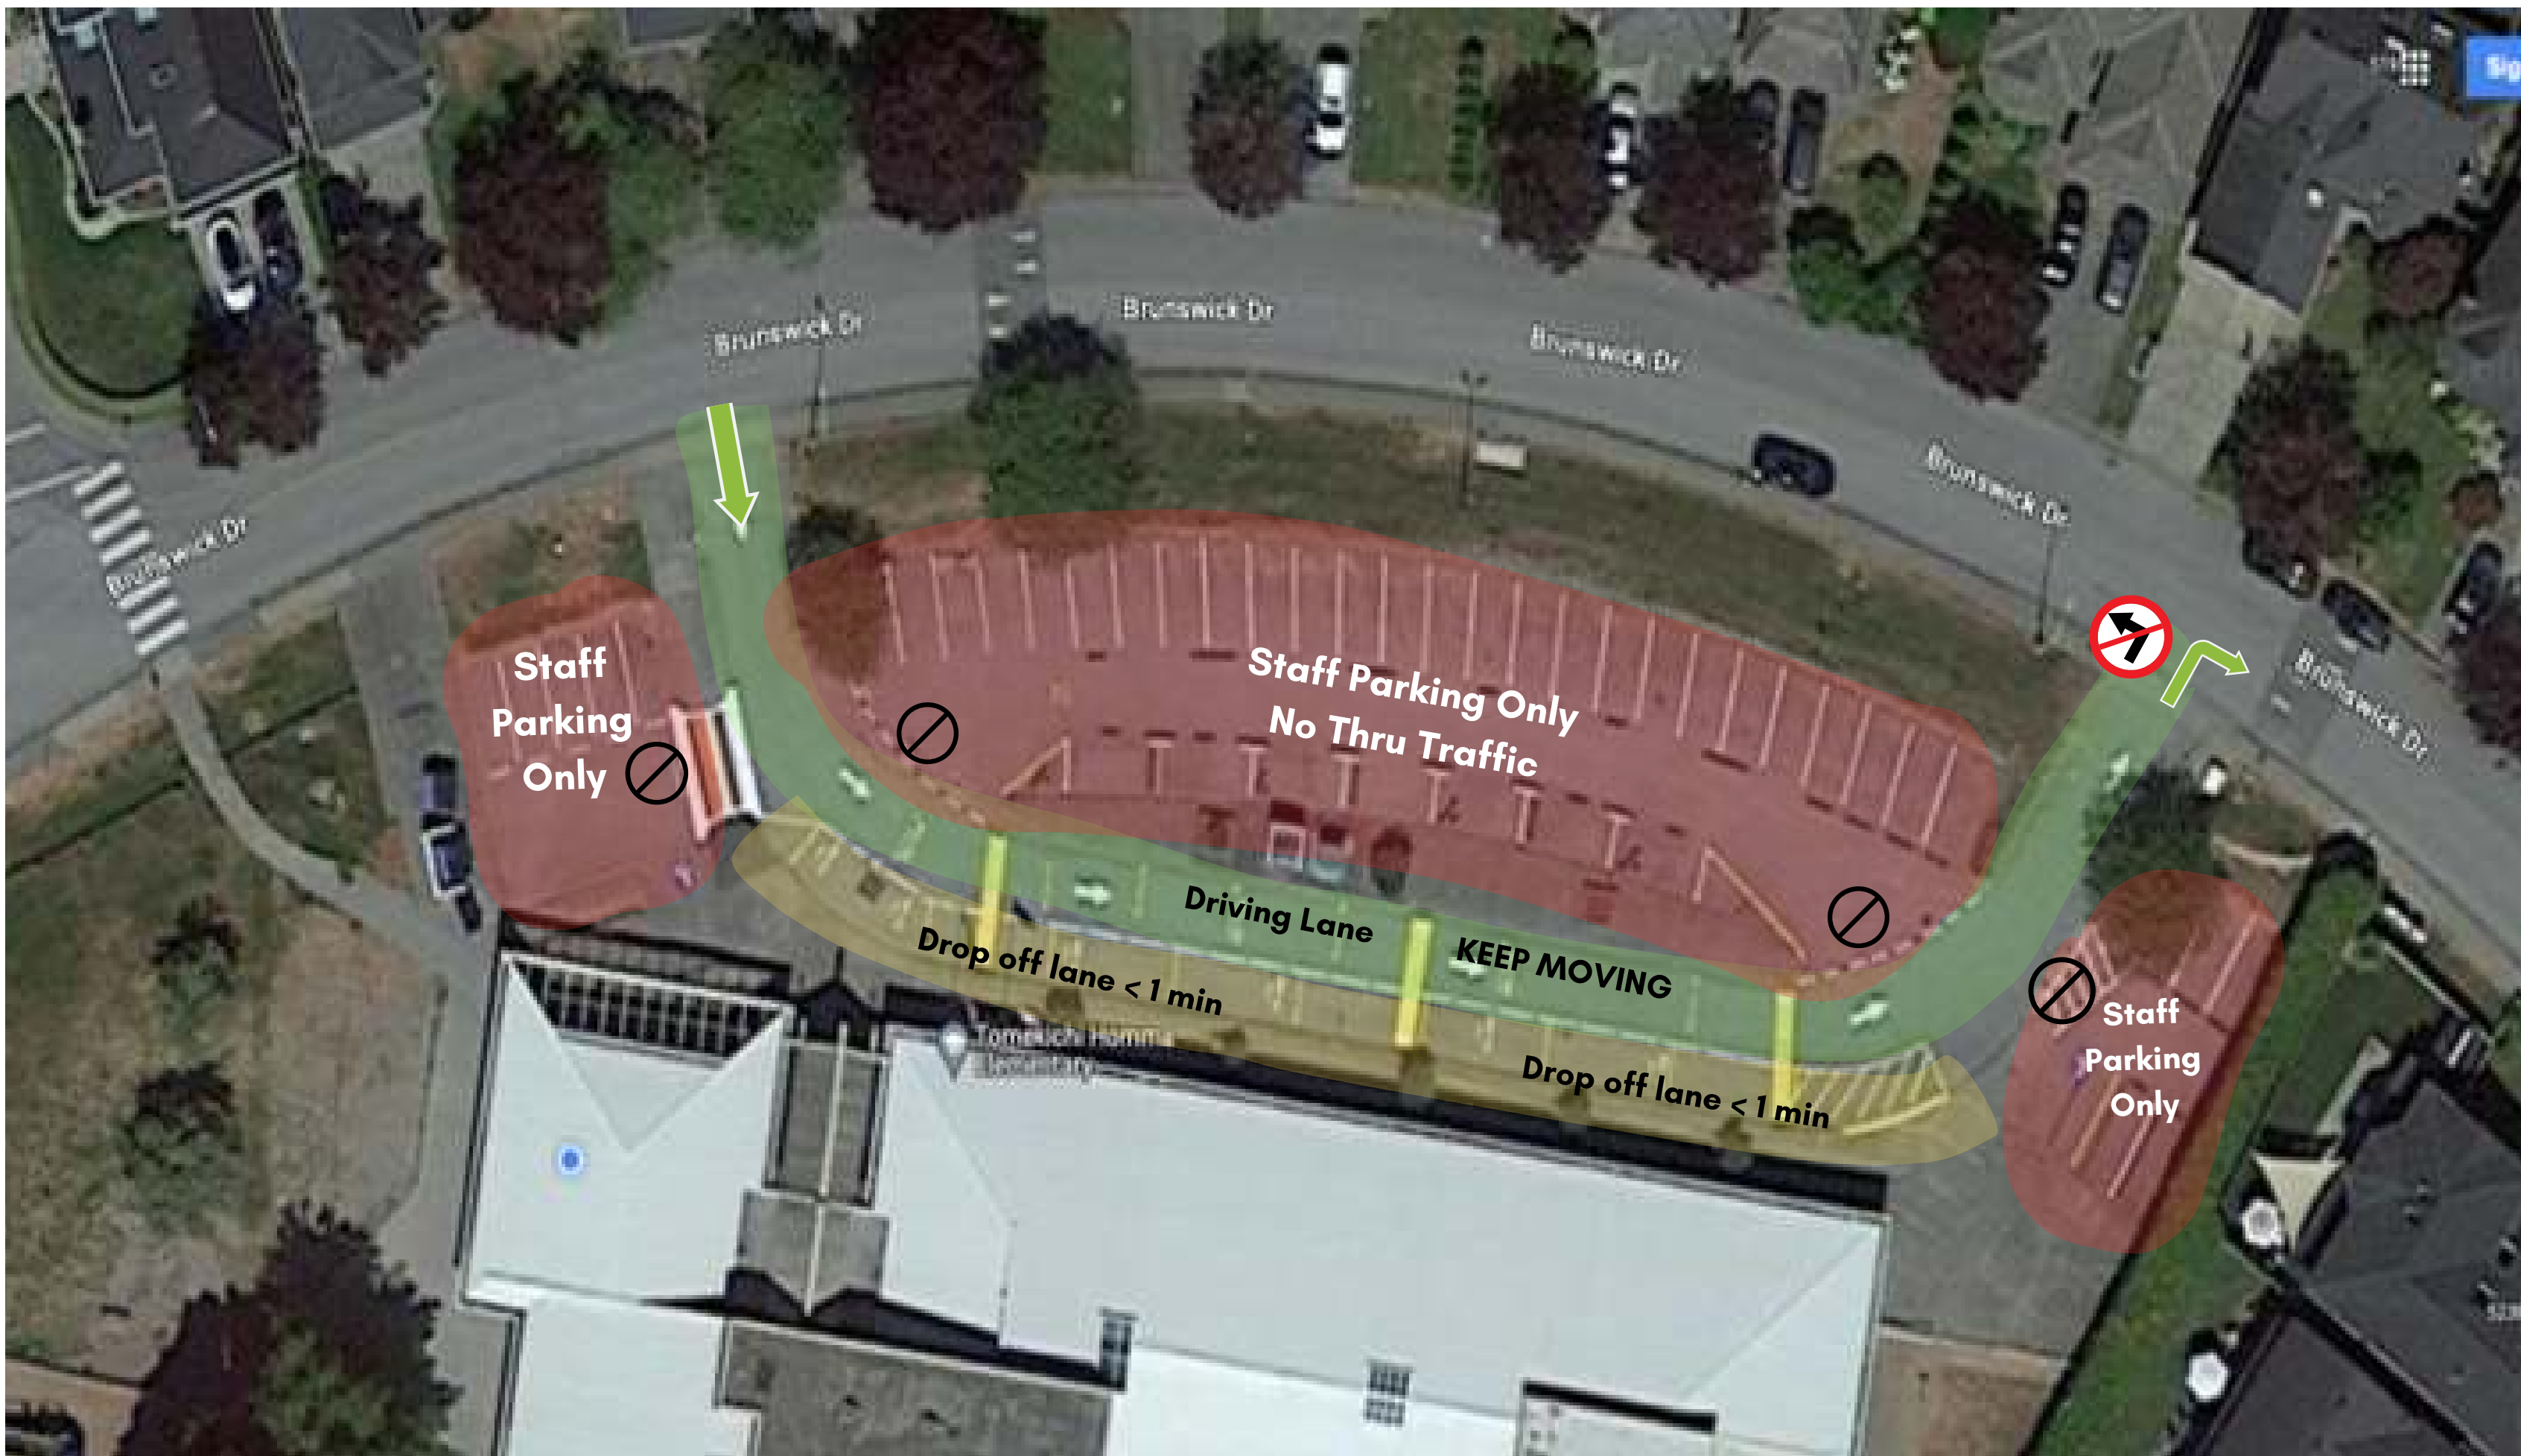 Sig
Brunswick Dr
Brunswick Dr
Brunswick Dr
Brunswick Dr
Brunswick Dr
Brunswick Dr
Staff
Parking
Only
Staff Parking Only
No Thru Traffic
Driving Lane
KEEP MOVING
Drop off lane < 1 min
Drop off lane < 1 min
Staff
Parking
Only
Elementary